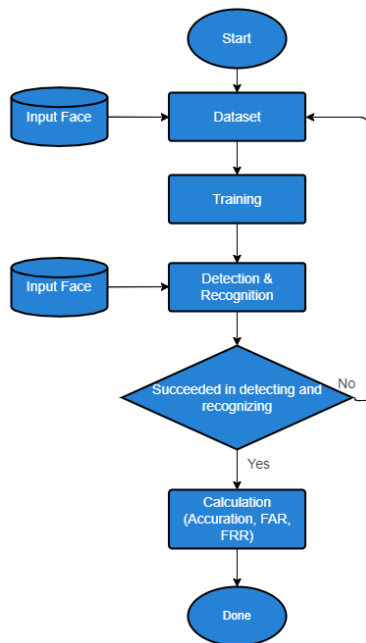 Start
Input Face
Dataset
Training
Input Face
Detection &
Recognition
Succeeded in detecting and
recognizing
No
Yes
Calculation
(Accuration, FAR,
FRR)
Done